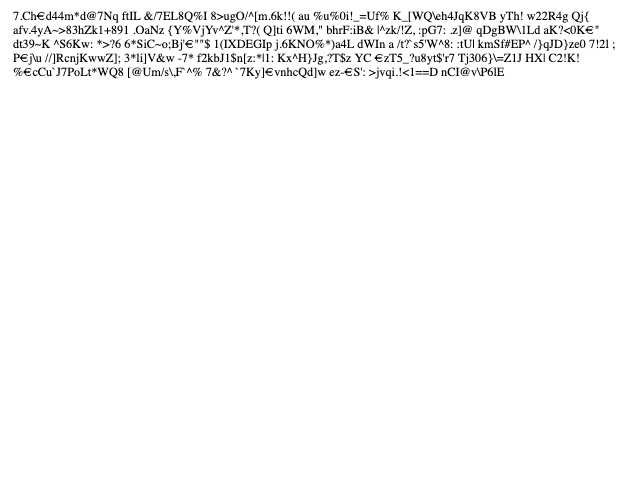 7.Ch€d44m*d@7Nq ftIL &/7EL8Q%I 8>ugO/^[m.6k!!( au %u%0i!_=Uf% K_[WQ\eh4JqK8VB yTh! w22R4g Qj{
afv.4yA~>83hZk1+891 .OaNz {Y%VjYv^Z'*,T?( Q]ti 6WM," bhrF:iB& |^zk/!Z, :pG7: .z]@ qDgBW\1Ld aK?<0K€"
dt39~K ^S6Kw: *>?6 6*SiC~o;Bj'€""$ 1(IXDEGIp j.6KNO%*)a4L dWIn a /t?`s5'W^8: :tU| kmSf#EP^ /}qJD}ze0 7!2l ;
P€j\u //]RcnjKwwZ]; 3*li]V&w -7* f2kbJ1$n[z:*|1: Kx^H}Jg,?T$z YC €zT5_?u8yt$'r7 Tj306}\=Z1J HX| C2!K!
%€cCu`J7PoLt*WQ8 [@Um/s\,F`^% 7&?^ `7Ky]€vnhcQd]w ez-€S': >jvqi.!<1==D nCI@v\P6lE